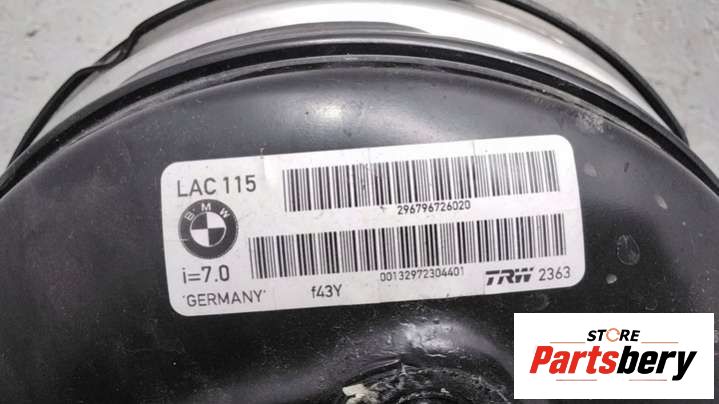 LAC 115
296796726020
BMW
i=7.0
00132972304401
'GERMANY'
f43Y
TRW 2363
STORE
Partsbery